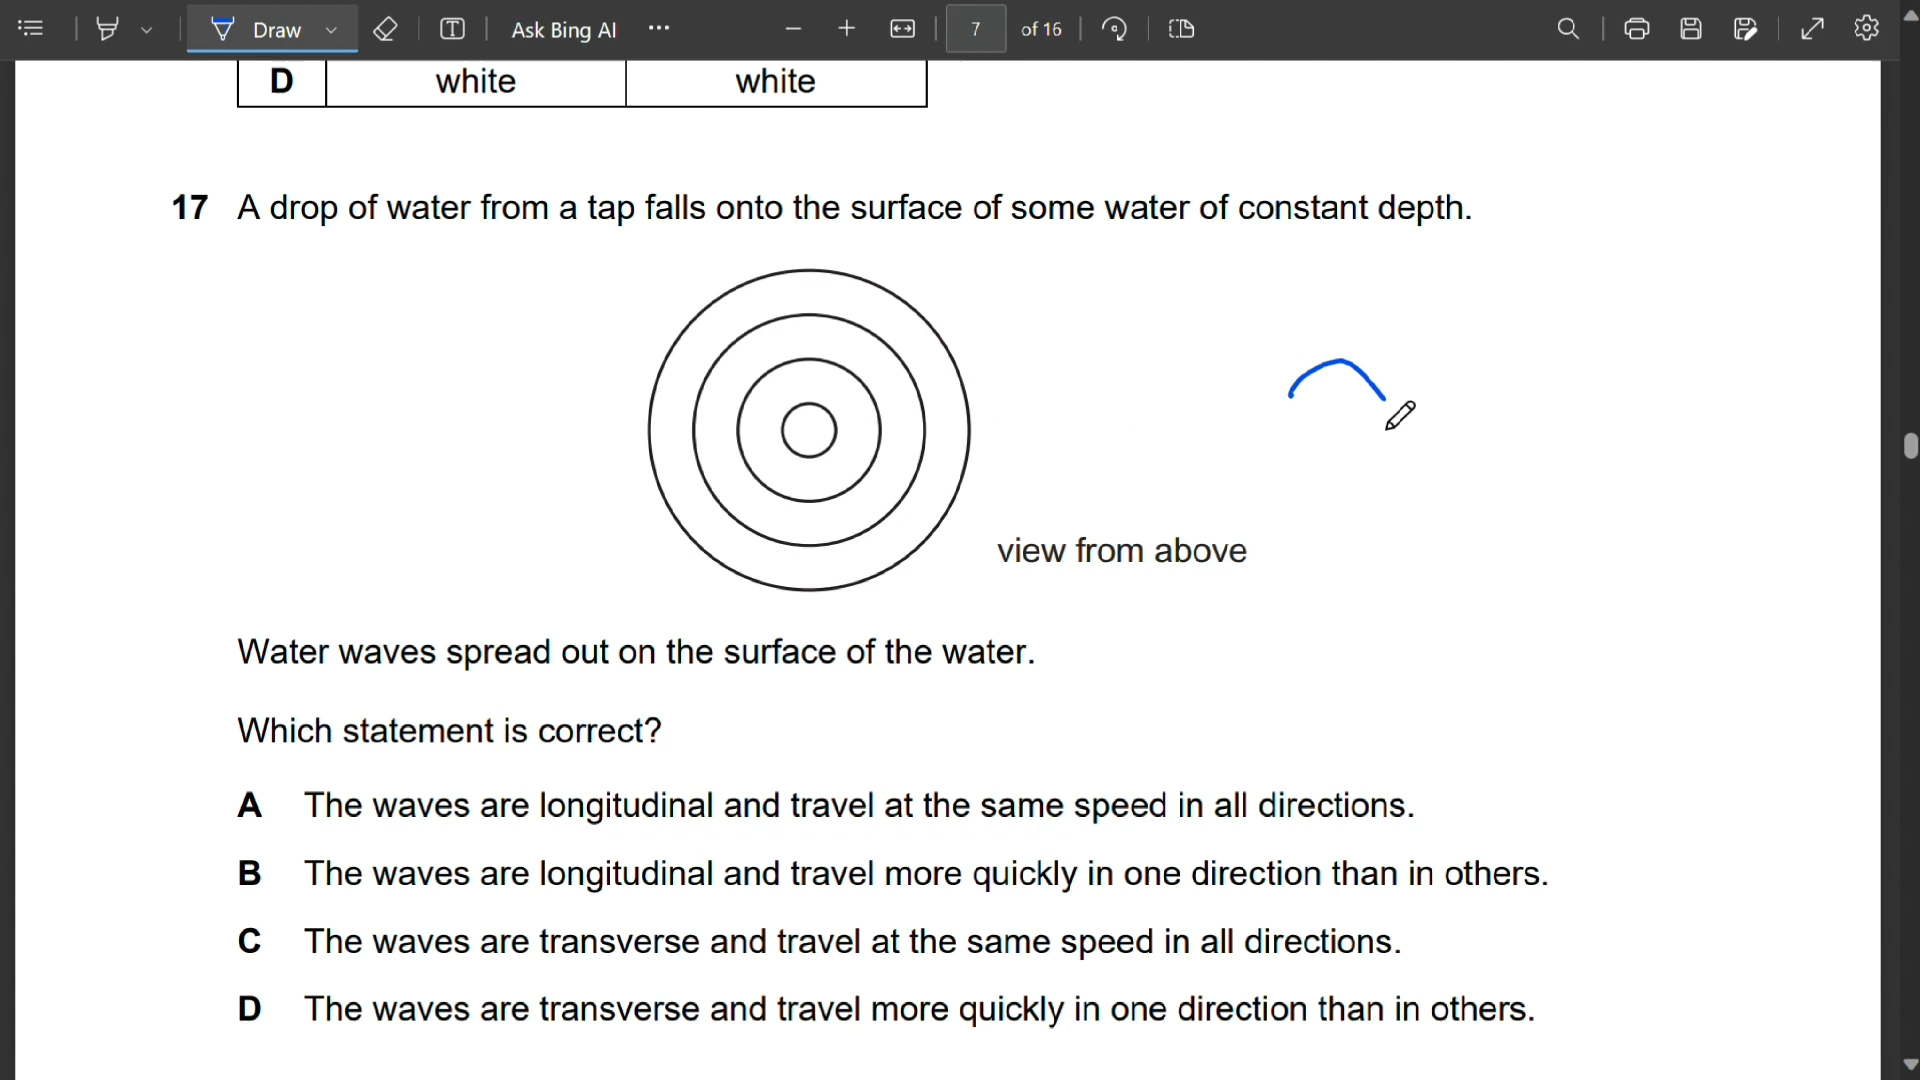 Draw
Ask Bing AI
7 of 16
D white white
17 A drop of water from a tap falls onto the surface of some water of constant depth.
view from above
Water waves spread out on the surface of the water.
Which statement is correct?
A The waves are longitudinal and travel at the same speed in all directions.
B The waves are longitudinal and travel more quickly in one direction than in others.
C The waves are transverse and travel at the same speed in all directions.
D The waves are transverse and travel more quickly in one direction than in others.